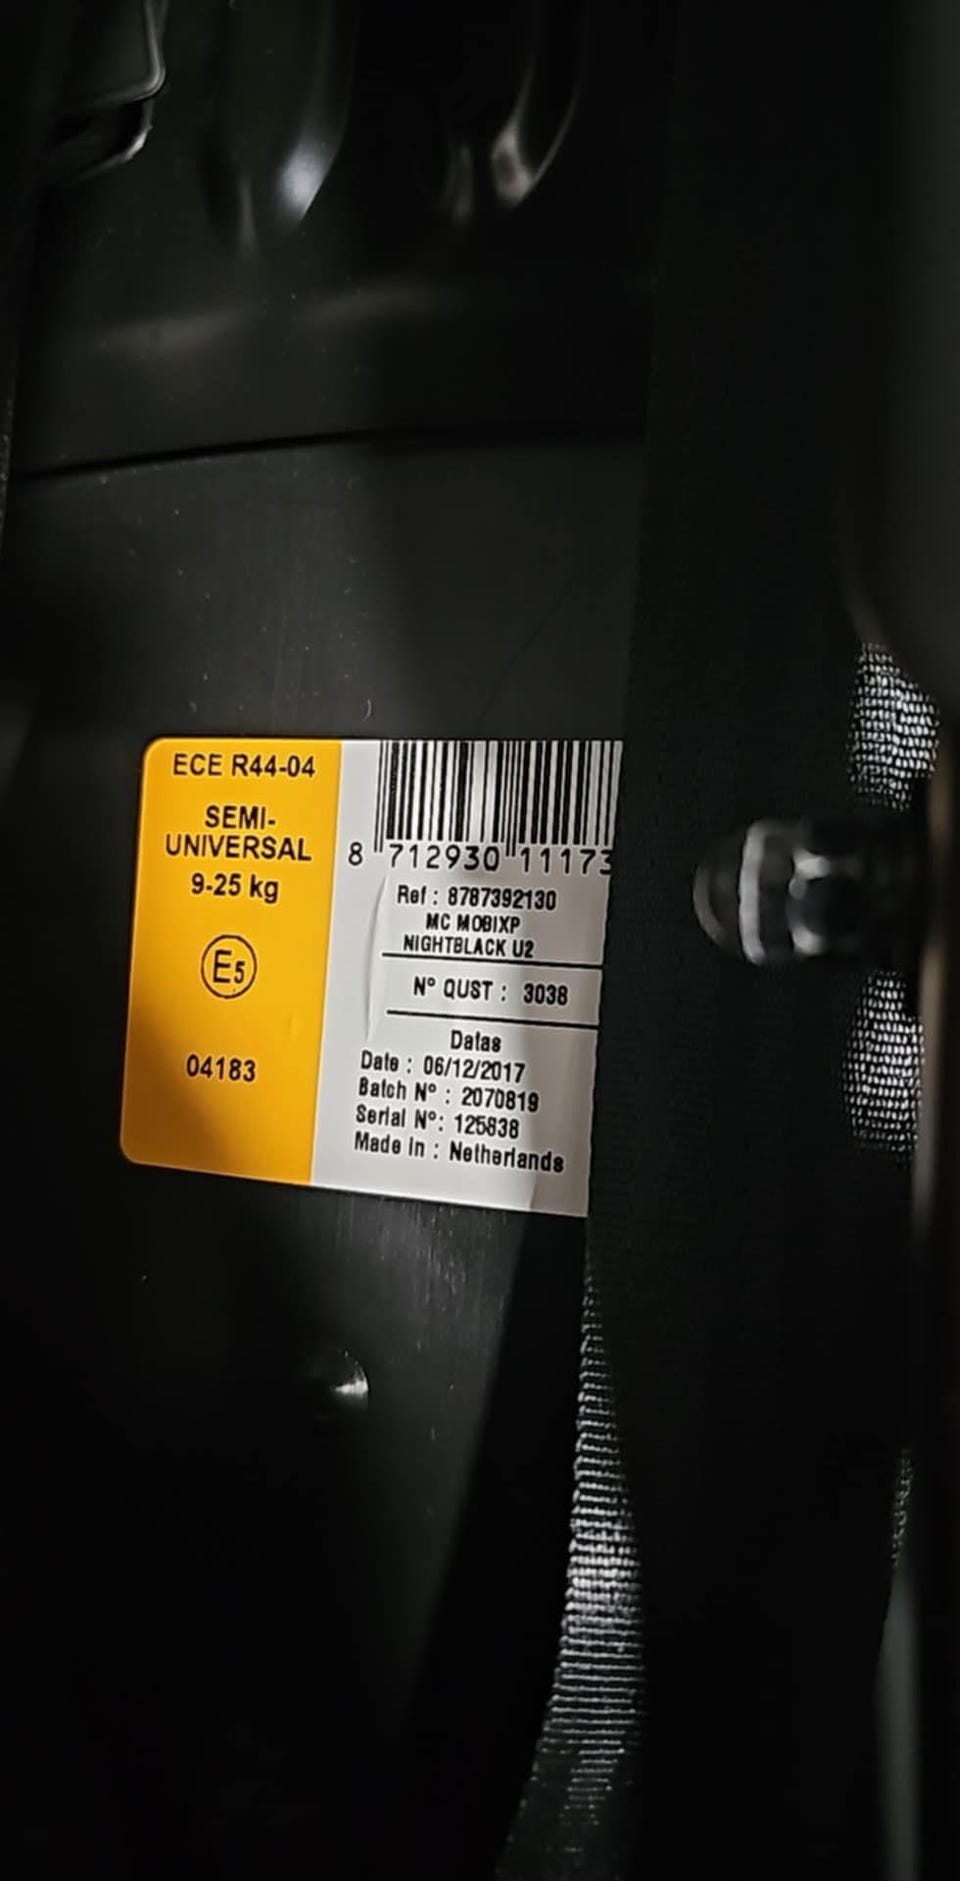 ECE R44-04
SEMI-
UNIVERSAL
9-25 kg
E5
04183
8 712930 11173
Ref : 8787392130
MC MOBIXP
NIGHTBLACK U2
N° QUST : 3038
Datas
Date : 06/12/2017
Batch N° : 2070819
Serial N°: 125838
Made in : Netherlands